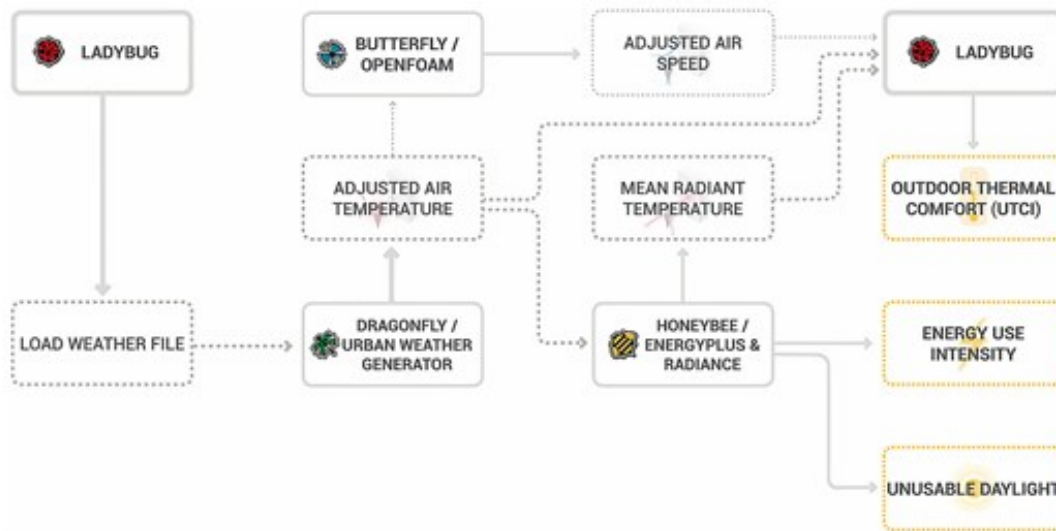 LADYBUG
BUTTERFLY /
OPENFOAM
ADJUSTED AIR
SPEED
LADYBUG
ADJUSTED AIR
TEMPERATURE
MEAN RADIANT
TEMPERATURE
OUTDOOR THERMAL
COMFORT (UTCI)
LOAD WEATHER FILE
DRAGONFLY /
URBAN WEATHER
GENERATOR
HONEYBEE /
ENERGYPLUS &
RADIANCE
ENERGY USE
INTENSITY
UNUSABLE DAYLIGHT